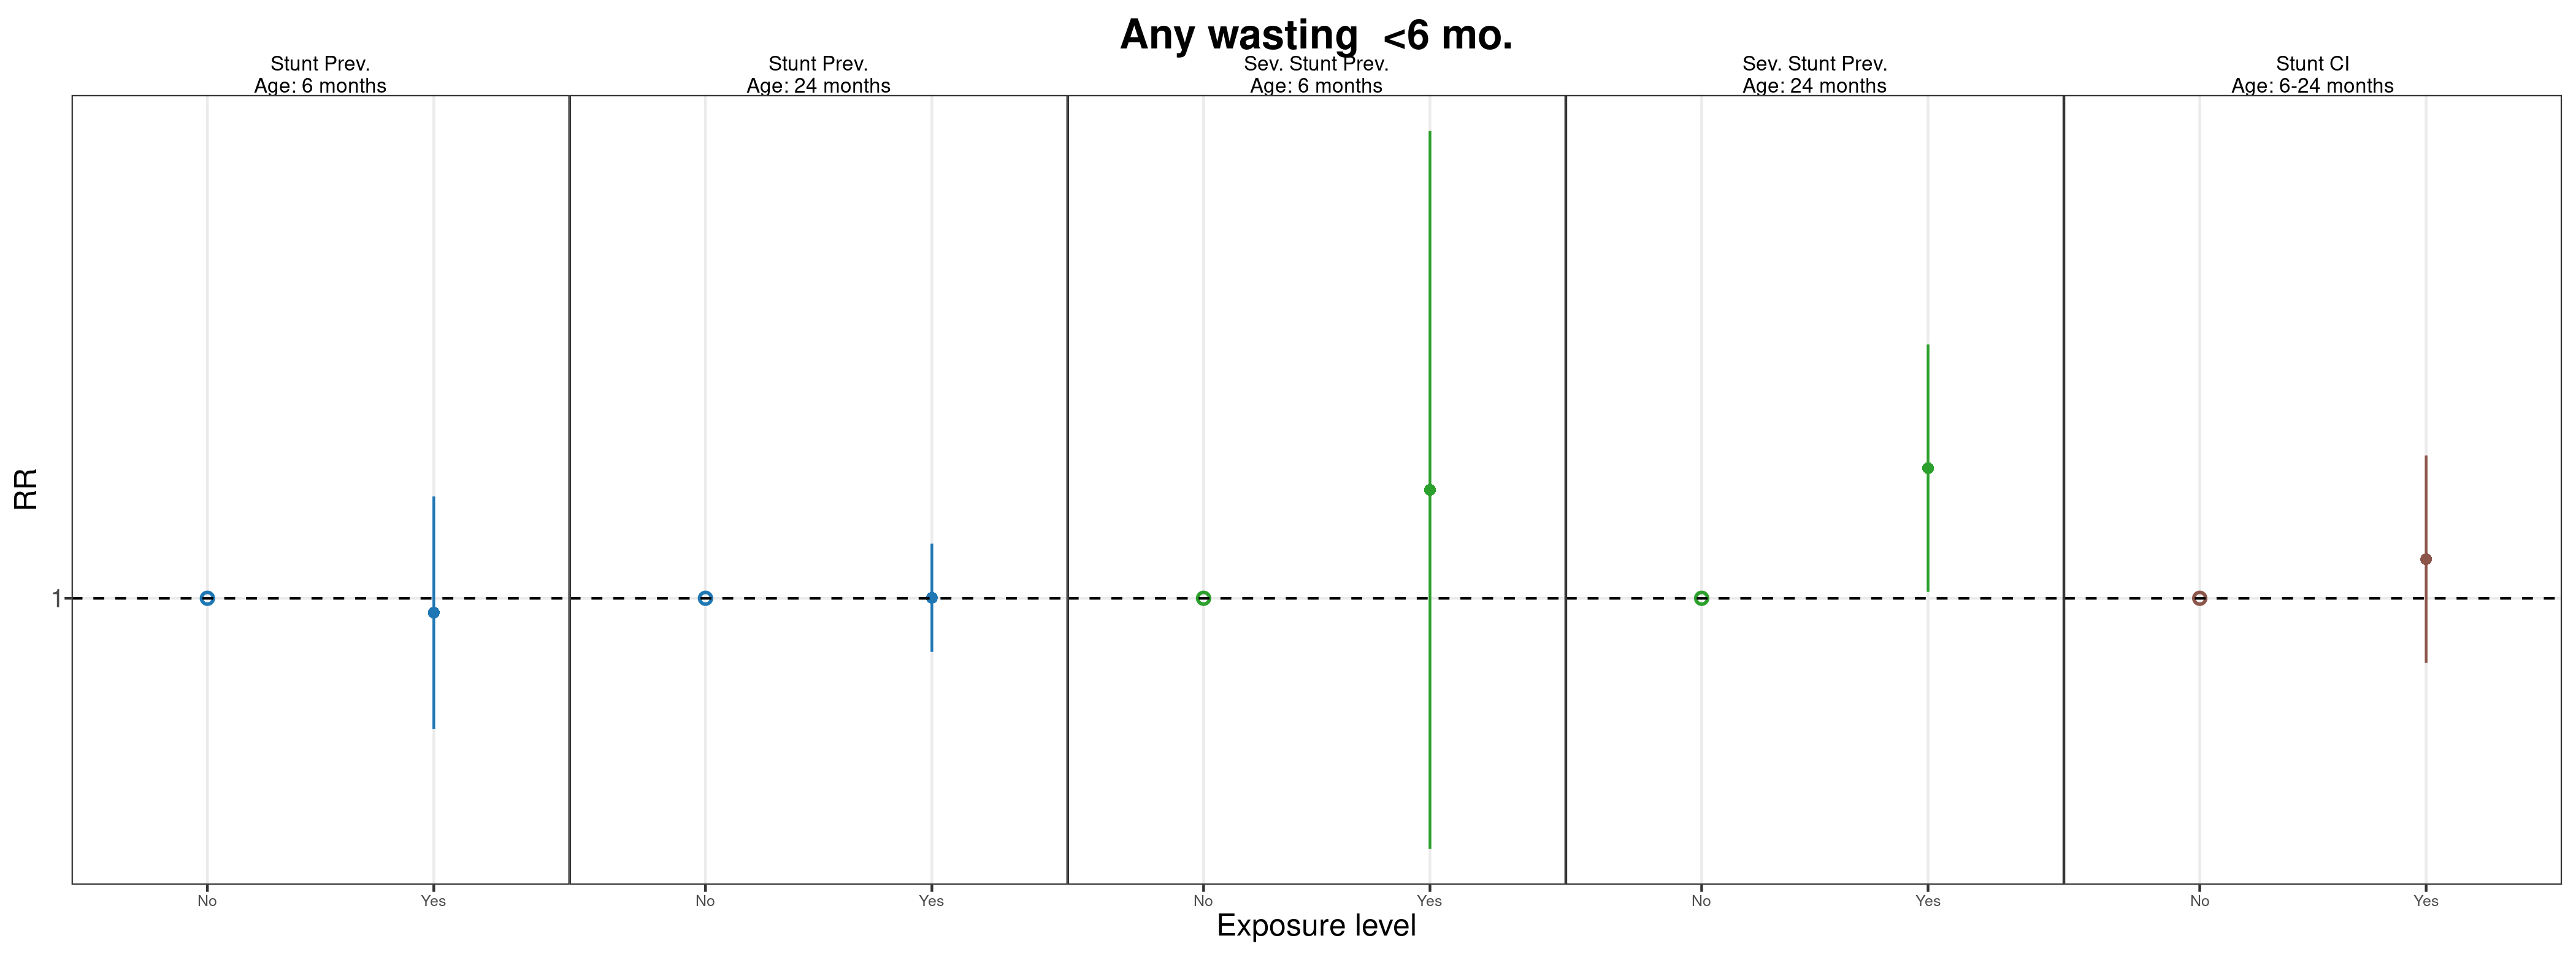 Any wasting  <6 mo.
Stunt Prev.
Age: 6 months
Stunt Prev.
Age: 24 months
Sev. Stunt Prev.
Age: 6 months
Sev. Stunt Prev.
Age: 24 months
Stunt CI
Age: 6-24 months
RR
1
No
Yes
No
Yes
No
Yes
No
Yes
No
Yes
Exposure level